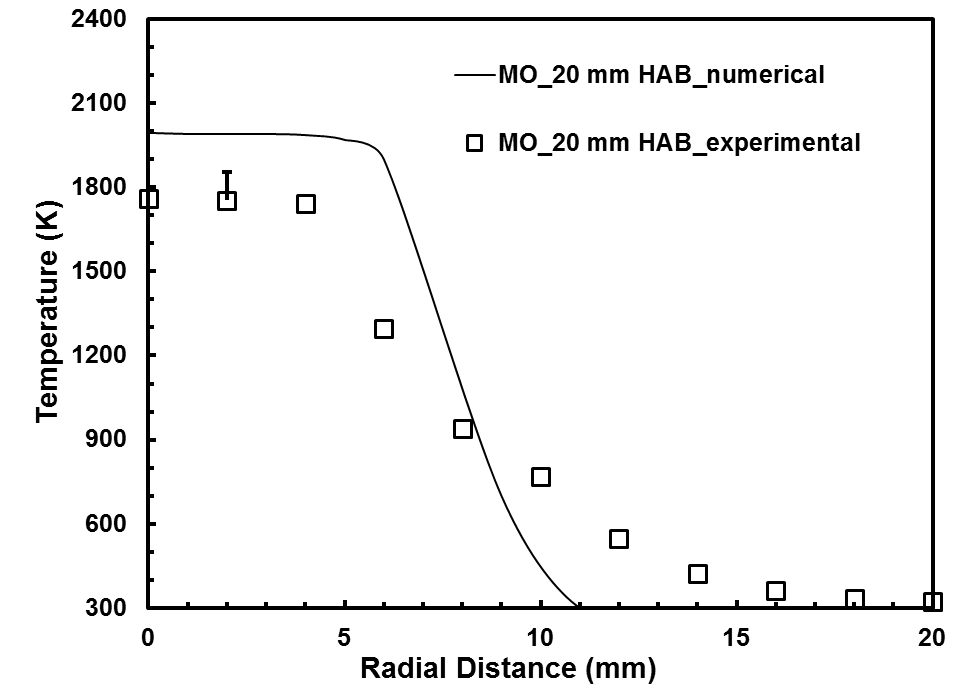 2400
2100
1800
1500
1200
900
600
300
Temperature (K)
MO_20 mm HAB_numerical
MO_20 mm HAB_experimental
0 5 10 15 20
Radial Distance (mm)